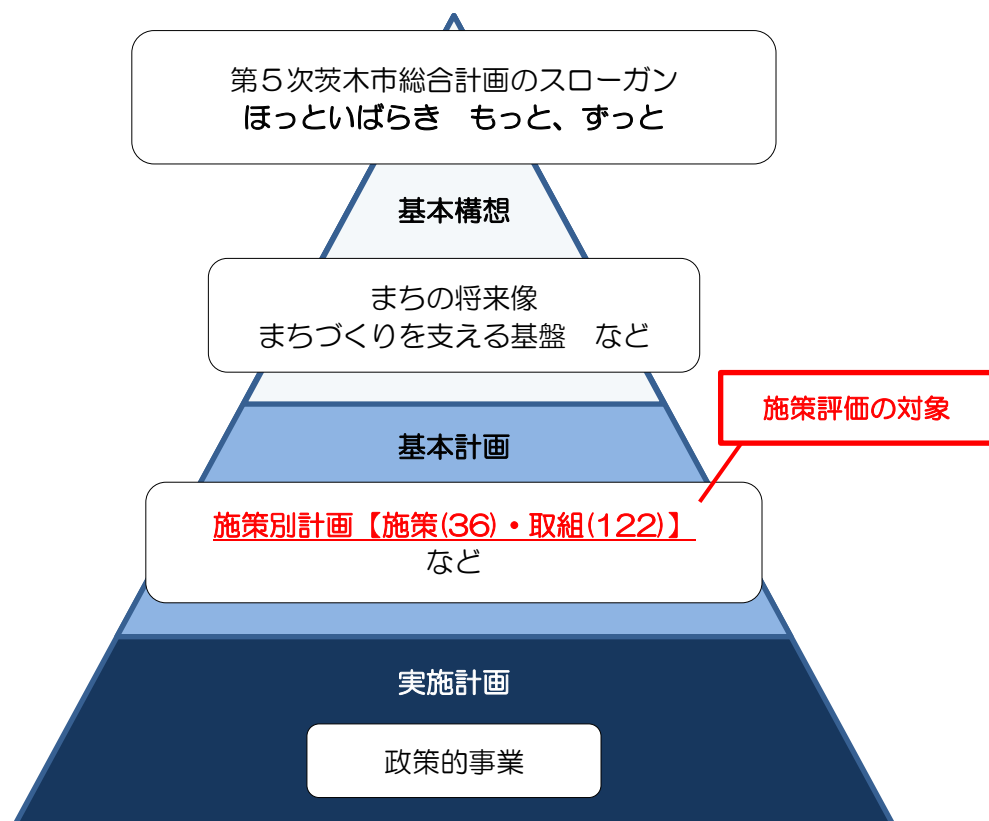 第５次茨木市総合計画のスローガン
ほっといばらき　もっと、ずっと
基本構想
まちの将来像
まちづくりを支える基盤　など
施策評価の対象
基本計画
施策別計画【施策(36)・取組(122)】
など
実施計画
政策的事業